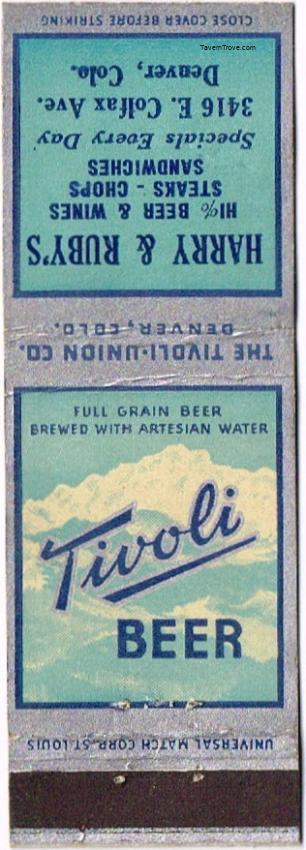 TavernTrove.com
CLOSE COVER BEFORE STRIKING
HARRY & RUBY'S
HI% BEER & WINES
STEAKS - CHOPS
SANDWICHES
Specials Every Day
3416 E. Colfax Ave.
Denver, Colo.
THE TIVOLI-UNION CO.
DENVER, COLO.
FULL GRAIN BEER
BREWED WITH ARTESIAN WATER
Tivoli
BEER
UNIVERSAL MATCH CORP. ST. LOUIS